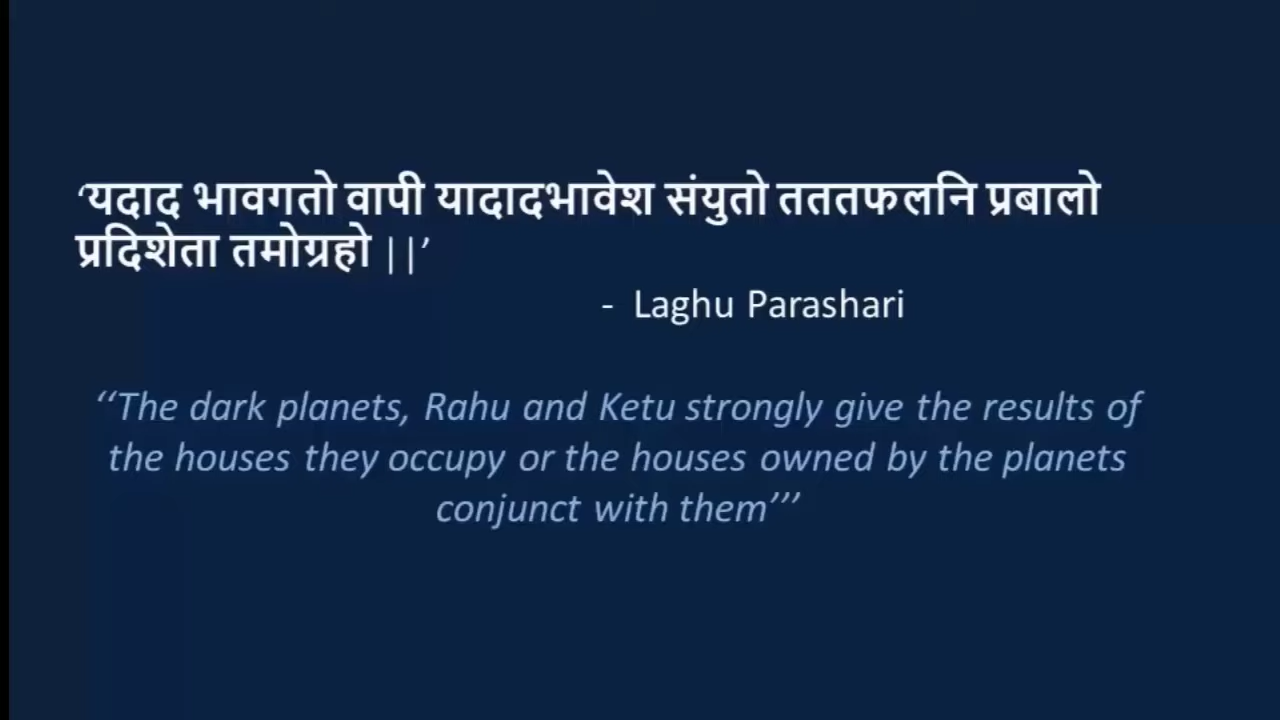 ‘यदाद भावगतो वापी यादादभावेश संयुतो तततफलनि प्रबालो
प्रदिशेता तमोग्रहो ||’
- Laghu Parashari
‘‘The dark planets, Rahu and Ketu strongly give the results of
the houses they occupy or the houses owned by the planets
conjunct with them’’’